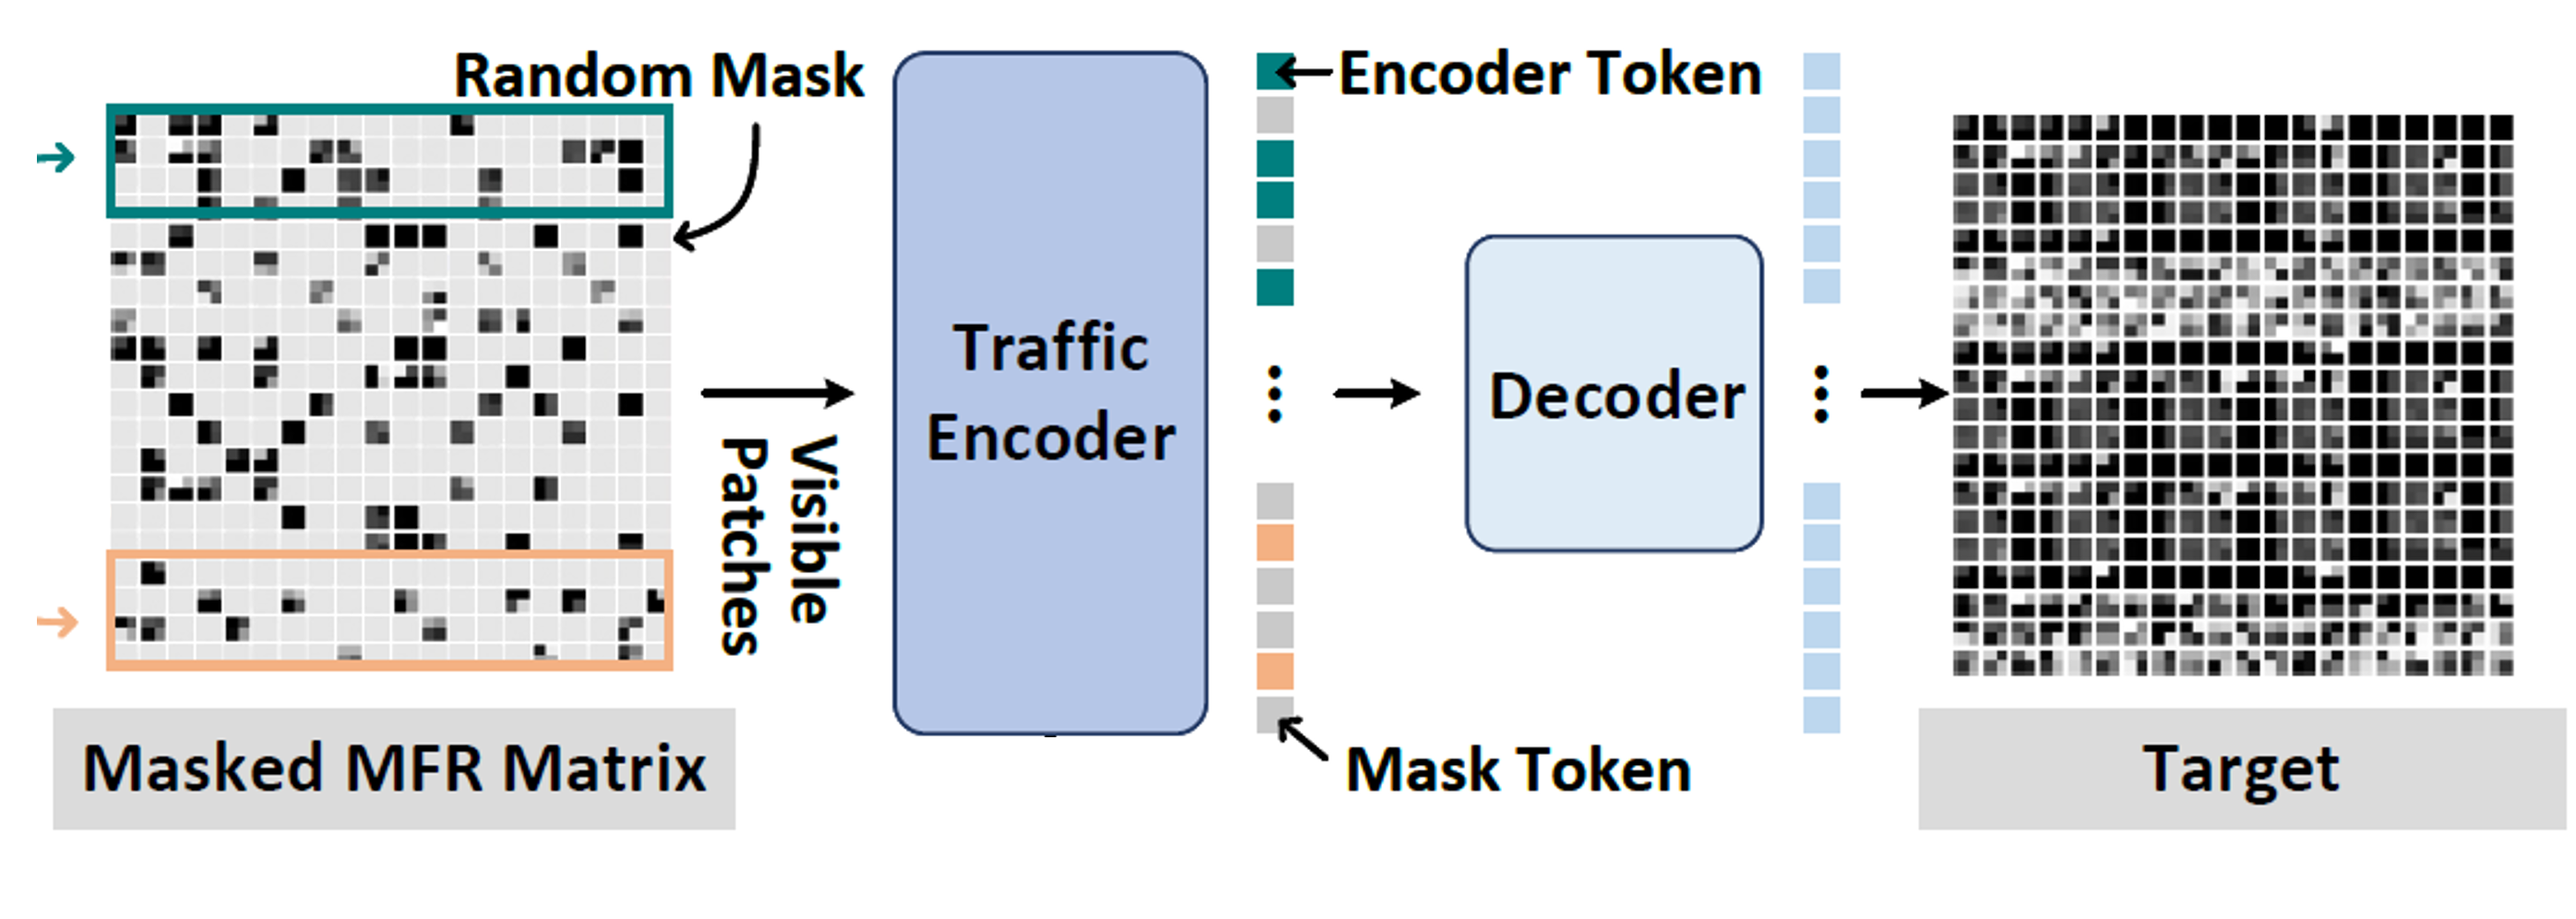 Random Mask
Encoder Token
Traffic
Encoder
Decoder
Visible
Patches
Mask Token
Masked MFR Matrix
Target